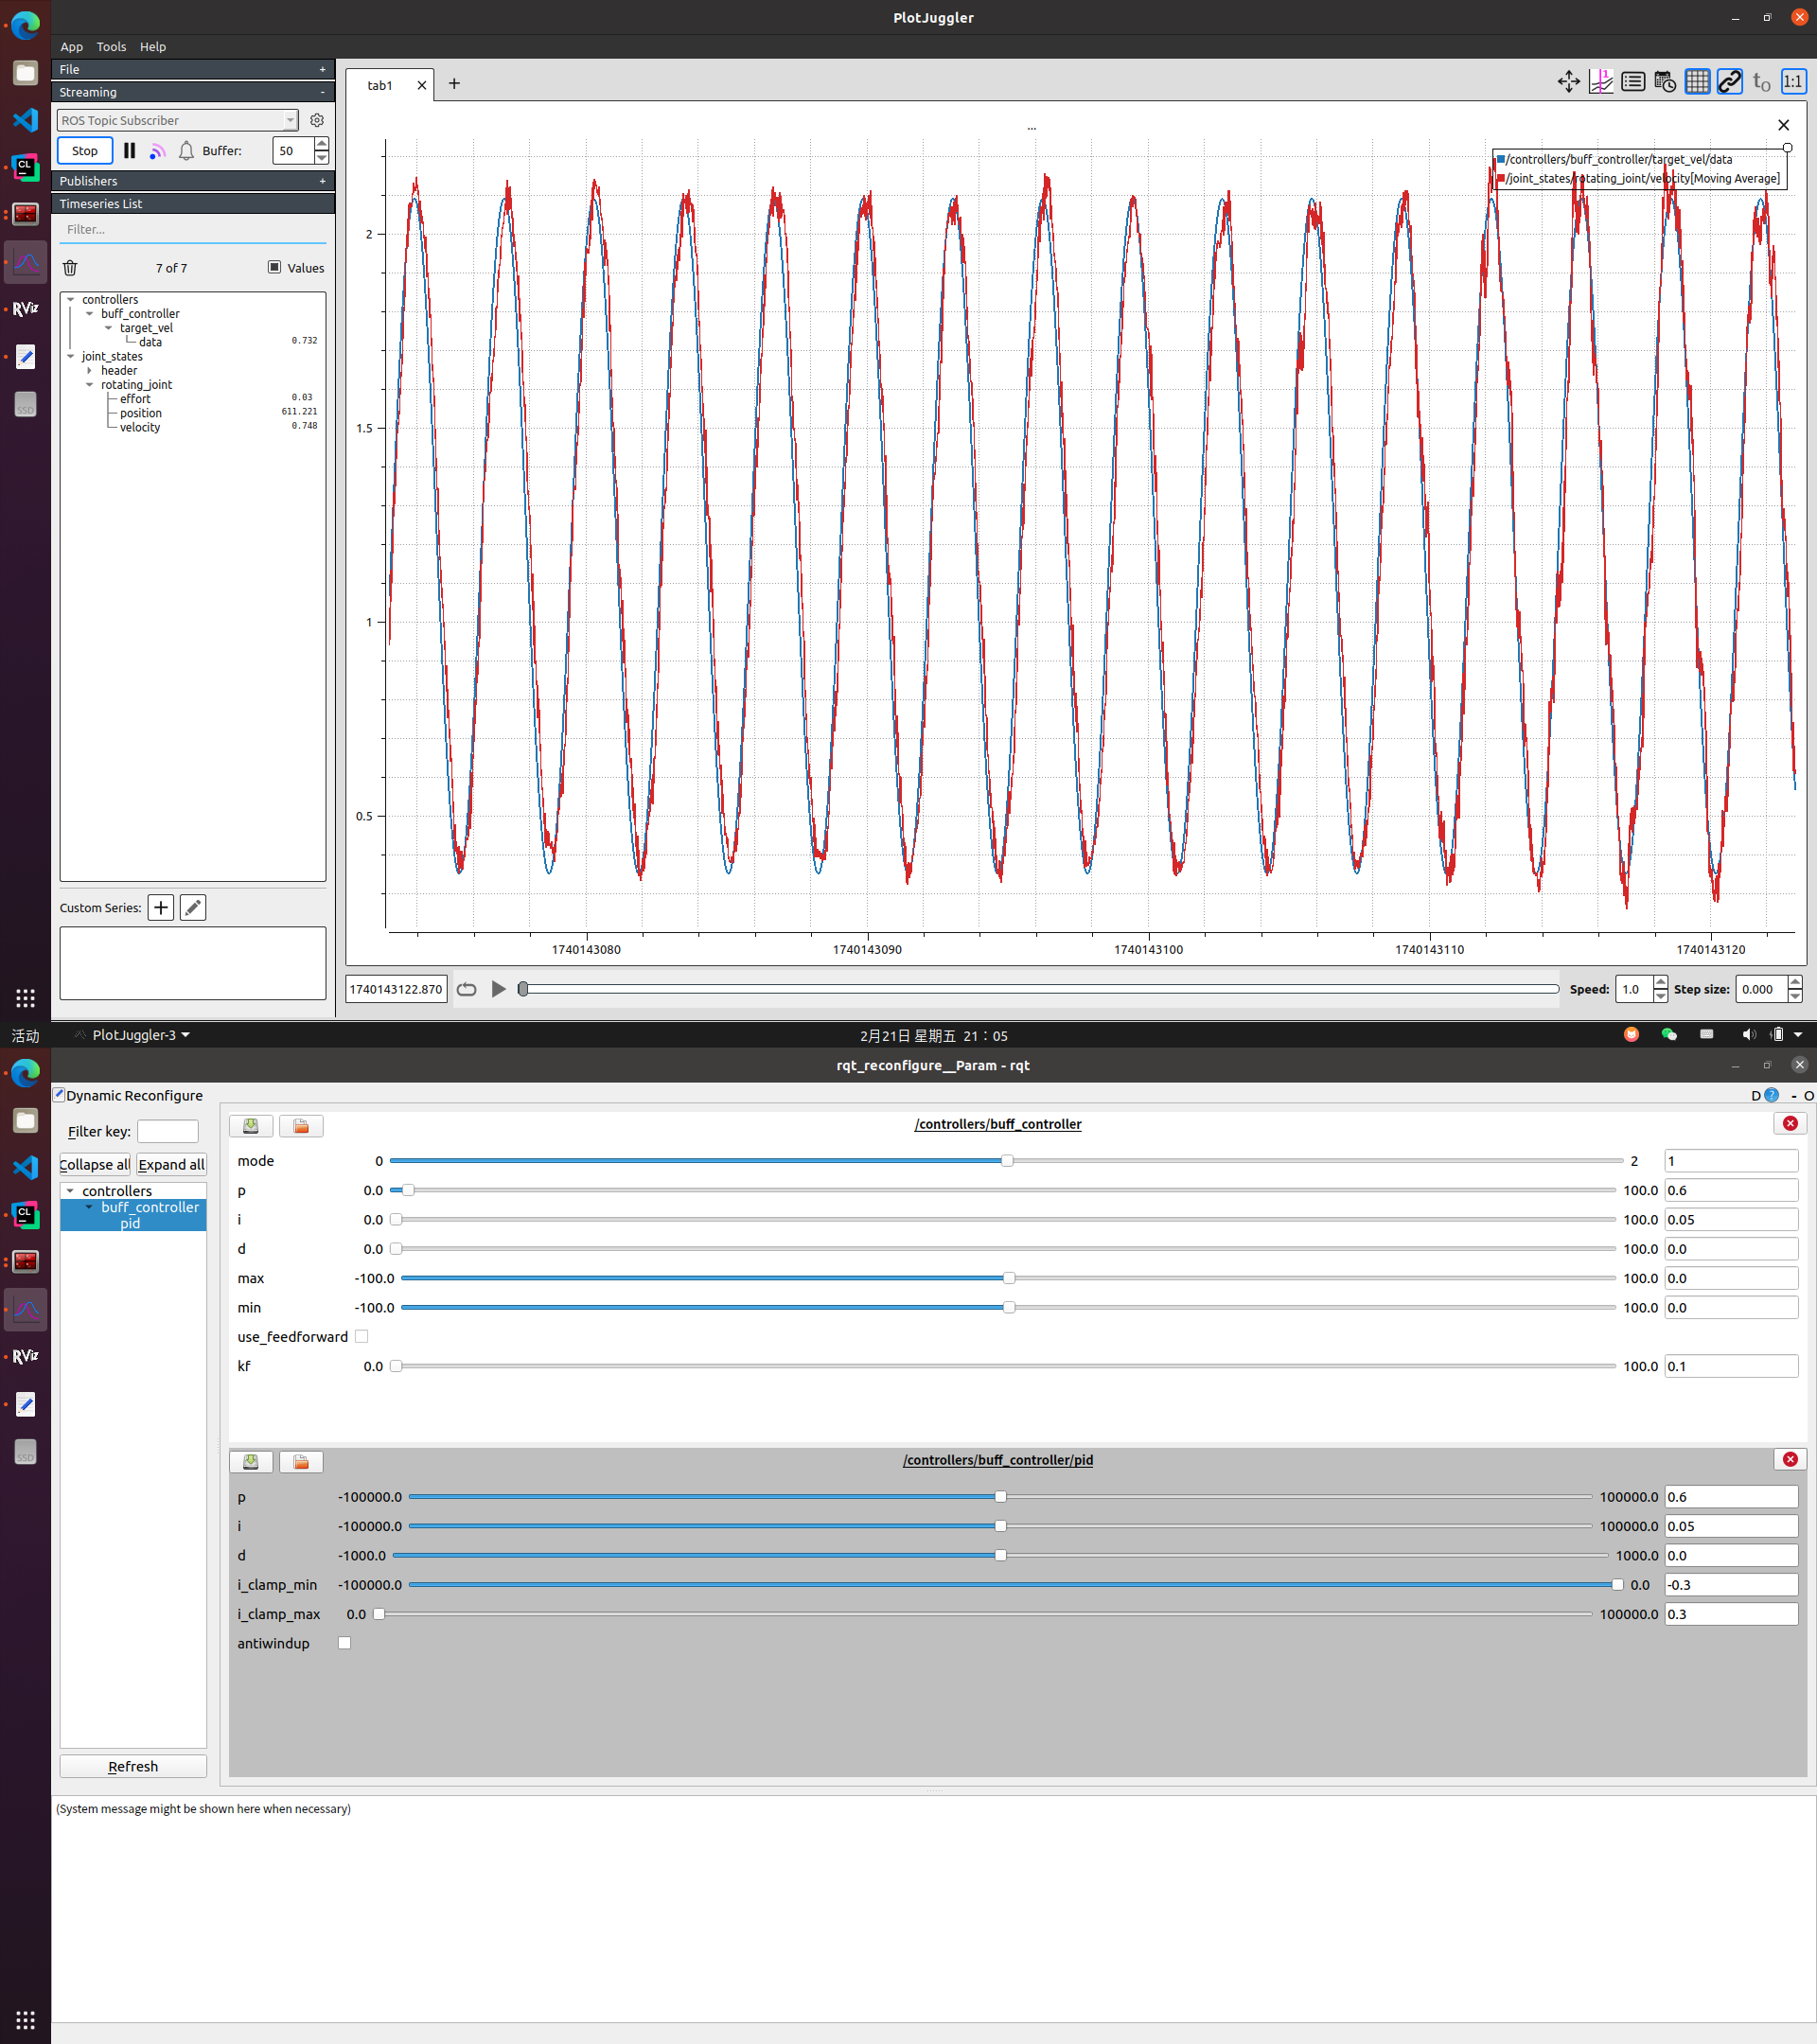 PlotJuggler
App Tools Help
File +
Streaming -
ROS Topic Subscriber
Stop Buffer: 50
Publishers +
Timeseries List
Filter...
7 of 7 Values
controllers
buff_controller
target_vel
data 0.732
joint_states
header
rotating_joint
effort 0.03
position 611.221
velocity 0.748
Custom Series:
tab1
t0 1:1
...
/controllers/buff_controller/target_vel/data
/joint_states/rotating_joint/velocity[Moving Average]
2
1.5
1
0.5
1740143080 1740143090 1740143100 1740143110 1740143120
1740143122.870 Speed: 1.0 Step size: 0.000
RViz
SSD
活动 PlotJuggler-3 2月21日 星期五 21：05
rqt_reconfigure__Param - rqt
Dynamic Reconfigure D ? - O
Filter key:
Collapse all Expand all
controllers
buff_controller
pid
Refresh
/controllers/buff_controller
mode 0 2 1
p 0.0 100.0 0.6
i 0.0 100.0 0.05
d 0.0 100.0 0.0
max -100.0 100.0 0.0
min -100.0 100.0 0.0
use_feedforward
kf 0.0 100.0 0.1
/controllers/buff_controller/pid
p -100000.0 100000.0 0.6
i -100000.0 100000.0 0.05
d -1000.0 1000.0 0.0
i_clamp_min -100000.0 0.0 -0.3
i_clamp_max 0.0 100000.0 0.3
antiwindup
(System message might be shown here when necessary)
RViz
SSD